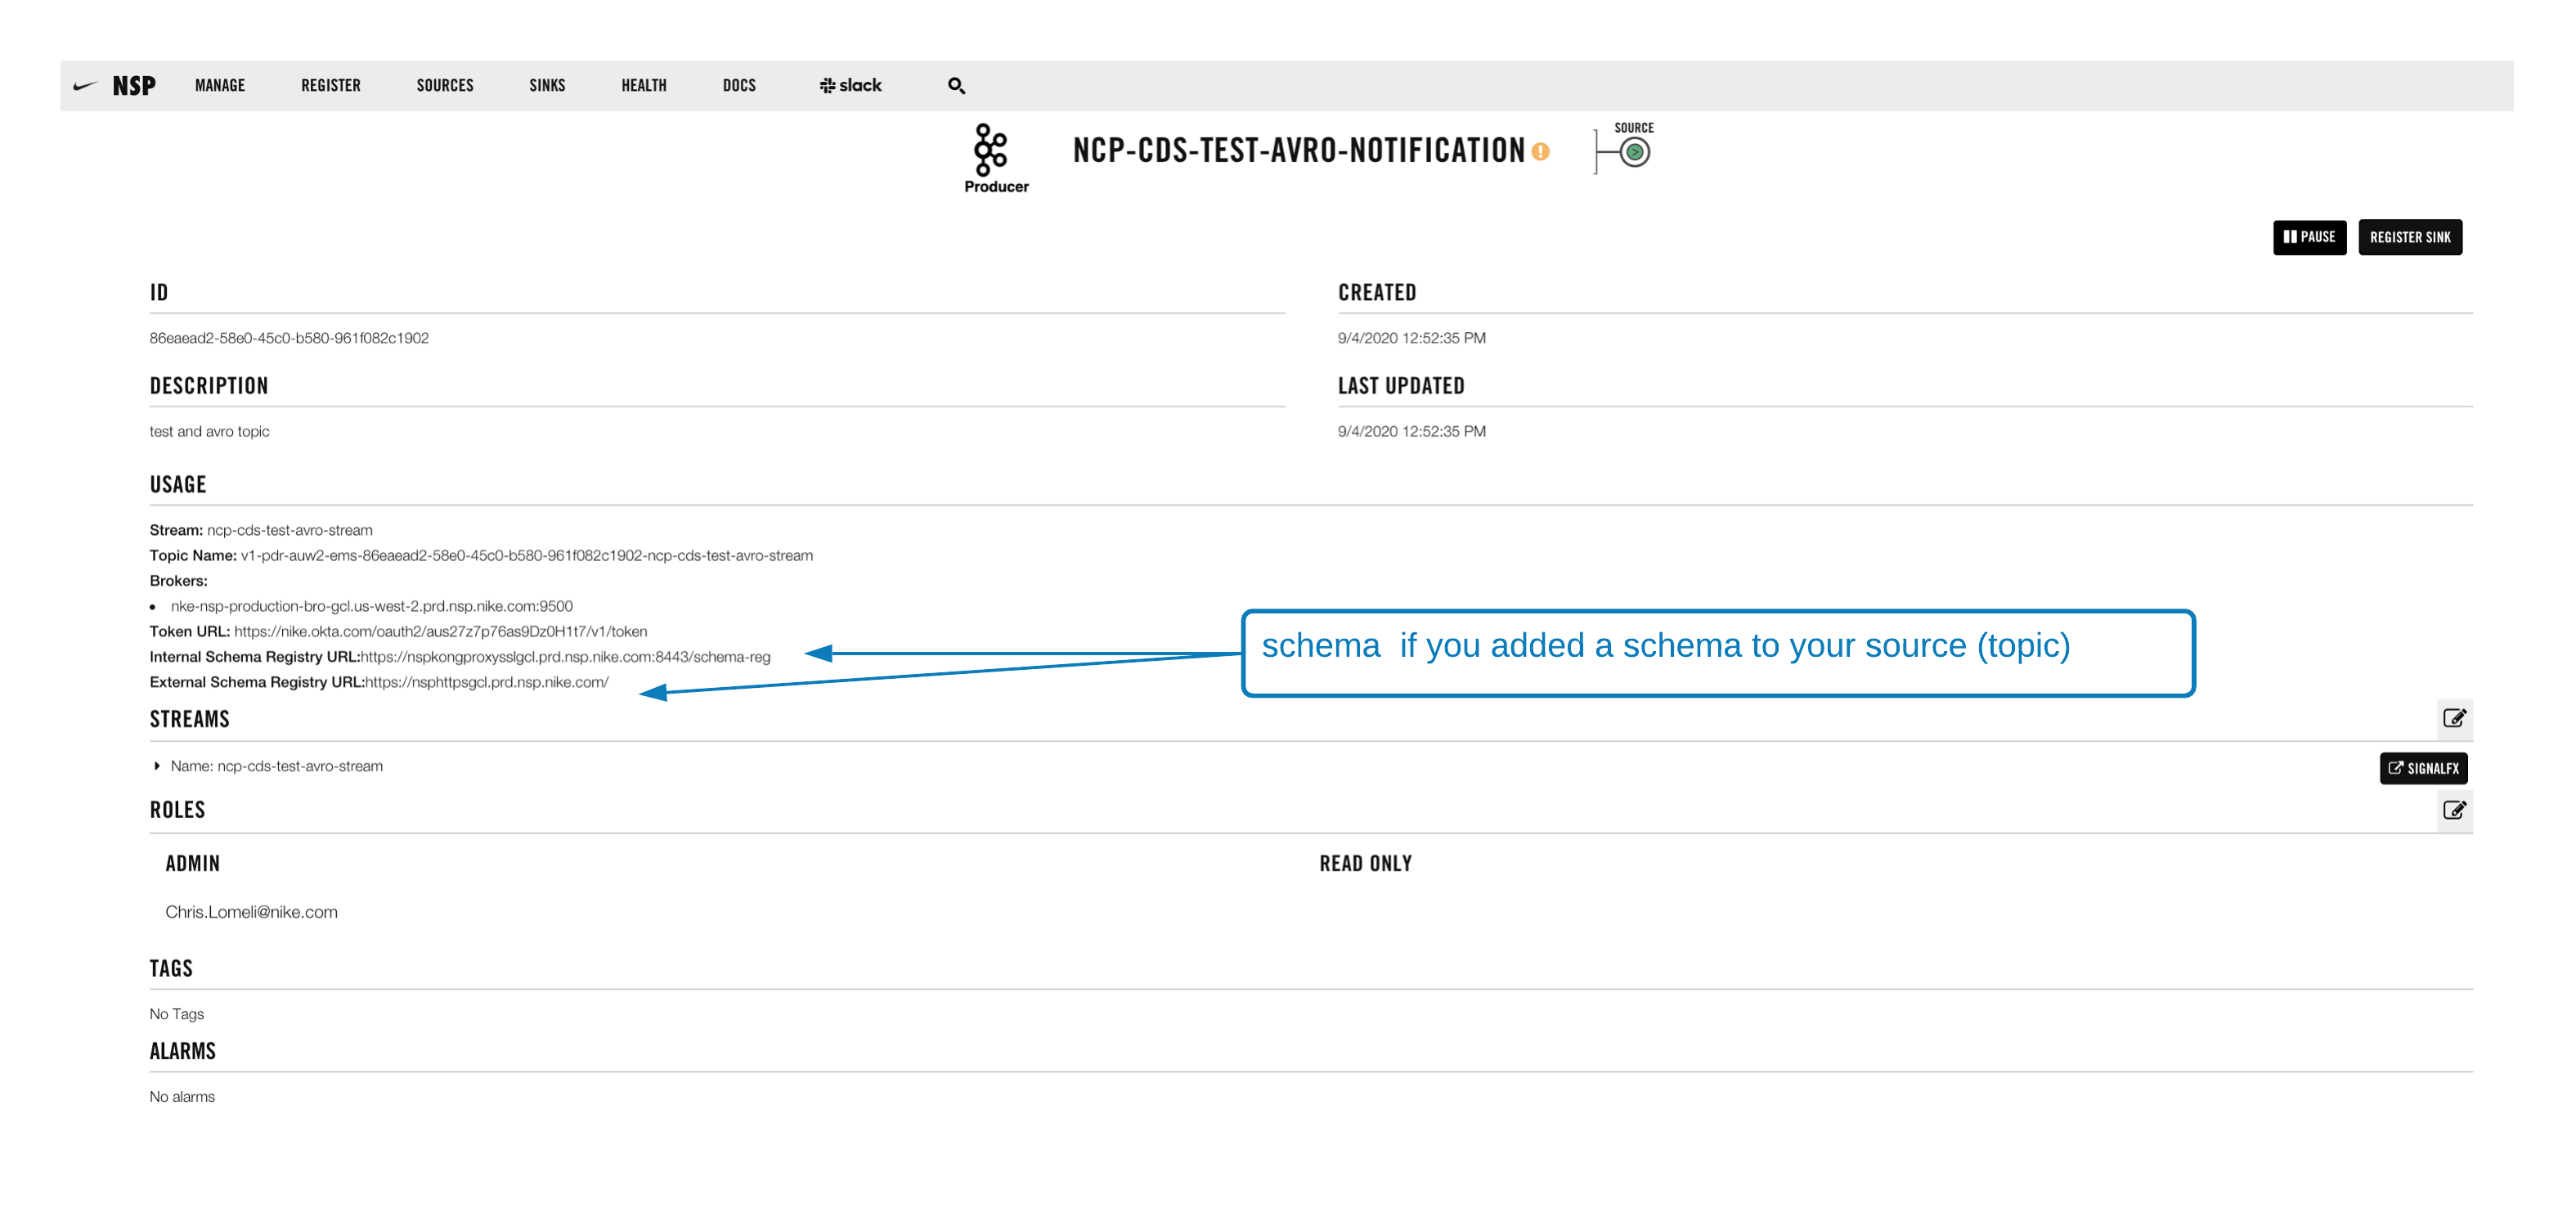 NSP MANAGE REGISTER SOURCES SINKS HEALTH DOCS slack
Producer
NCP-CDS-TEST-AVRO-NOTIFICATION
SOURCE
PAUSE REGISTER SINK
ID
86eaead2-58e0-45c0-b580-961f082c1902
CREATED
9/4/2020 12:52:35 PM
DESCRIPTION
test and avro topic
LAST UPDATED
9/4/2020 12:52:35 PM
USAGE
Stream: ncp-cds-test-avro-stream
Topic Name: v1-pdr-auw2-ems-86eaead2-58e0-45c0-b580-961f082c1902-ncp-cds-test-avro-stream
Brokers:
nke-nsp-production-bro-gcl.us-west-2.prd.nsp.nike.com:9500
Token URL: https://nike.okta.com/oauth2/aus27z7p76as9Dz0H1t7/v1/token
Internal Schema Registry URL:https://nspkongproxysslgcl.prd.nsp.nike.com:8443/schema-reg
External Schema Registry URL:https://nsphttpsgcl.prd.nsp.nike.com/
schema if you added a schema to your source (topic)
STREAMS
Name: ncp-cds-test-avro-stream
SIGNALFX
ROLES
ADMIN
Chris.Lomeli@nike.com
READ ONLY
TAGS
No Tags
ALARMS
No alarms